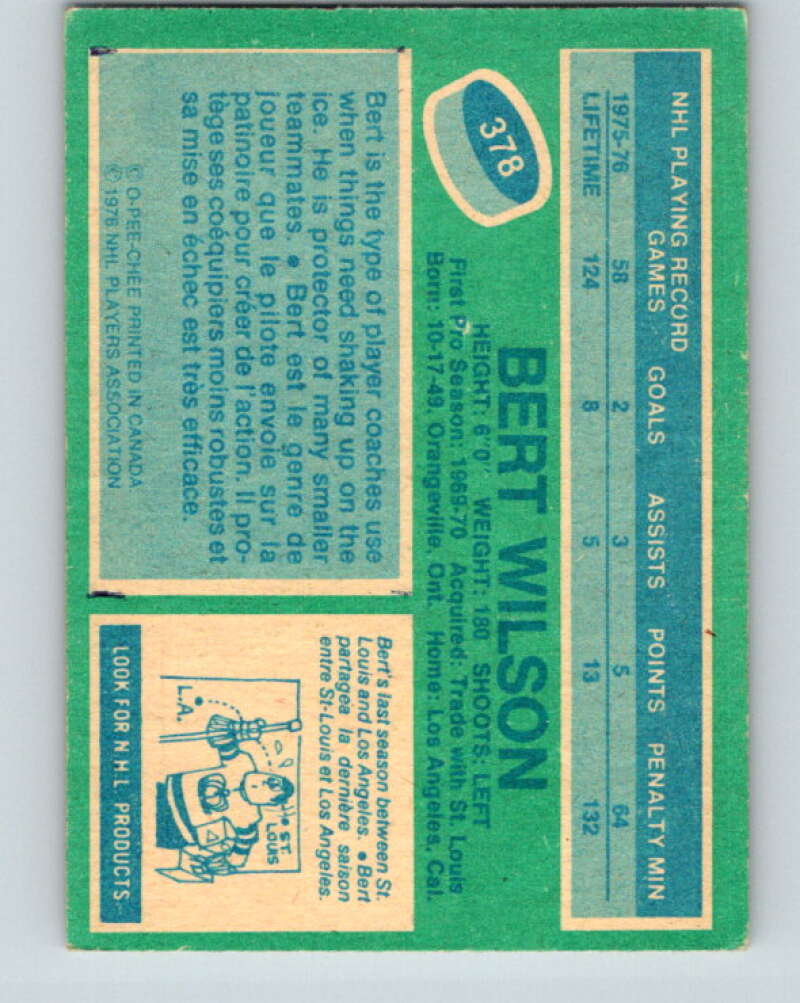 NHL PLAYING RECORD
GAMES GOALS ASSISTS POINTS PENALTY MIN
1975-76 58 2 3 5 64
LIFETIME 124 8 5 13 132
378
BERT WILSON
HEIGHT: 6'0' WEIGHT: 180 SHOOTS: LEFT
First Pro Season: 1969-70 Acquired: Trade with St. Louis
Born: 10-17-49, Orangeville, Ont. Home: Los Angeles, Cal.
Bert is the type of player coaches use
when things need shaking up on the
ice. He is protector of many smaller
teammates. • Bert est le genre de
joueur que le pilote envoie sur la
patinoire pour créer de l'action. Il pro-
tège ses coéquipiers moins robustes et
sa mise en échec est très efficace.
© O-PEE-CHEE PRINTED IN CANADA
© 1976 NHL PLAYERS ASSOCIATION
Bert's last season between St.
Louis and Los Angeles. • Bert
partagea la dernière saison
entre St-Louis et Los Angeles.
ST. LOUIS
L.A.
LOOK FOR N.H.L. PRODUCTS